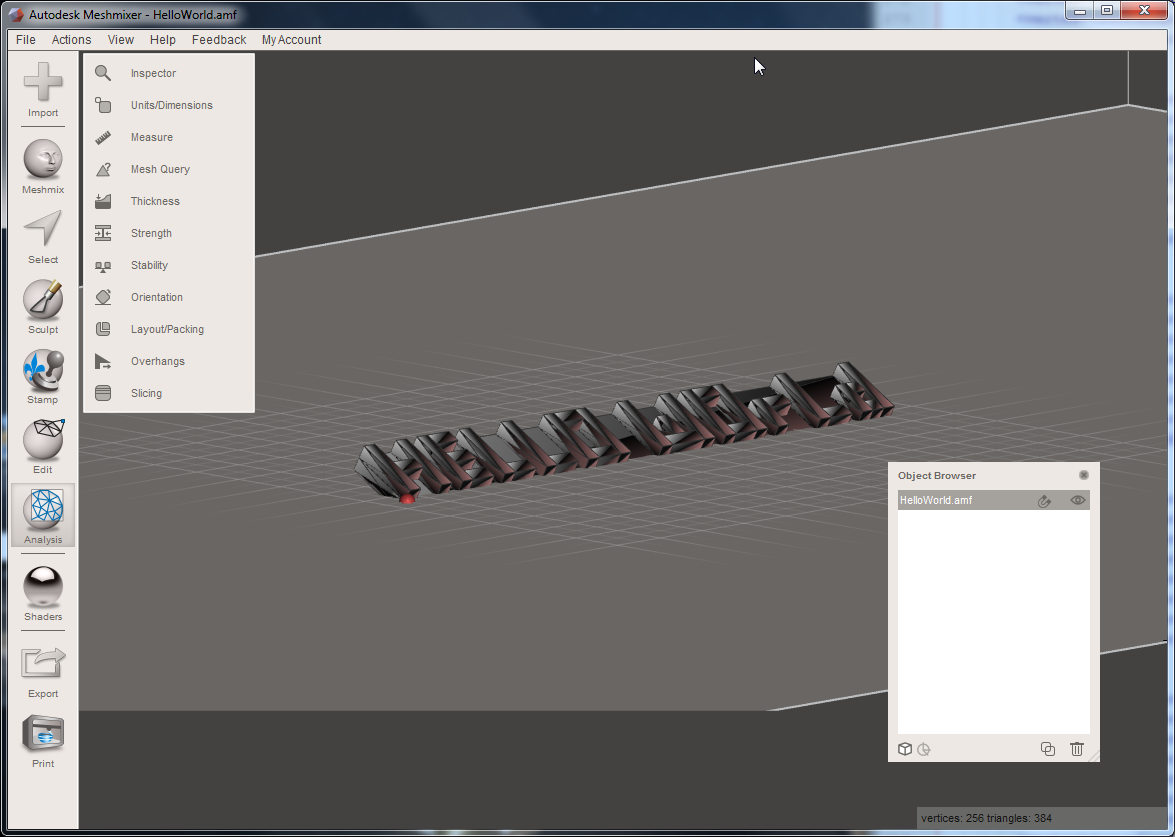 Autodesk Meshmixer - HelloWorld.amf
File Actions View Help Feedback My Account
Import
Meshmix
Select
Sculpt
Stamp
Edit
Analysis
Shaders
Export
Print
Inspector
Units/Dimensions
Measure
Mesh Query
Thickness
Strength
Stability
Orientation
Layout/Packing
Overhangs
Slicing
Object Browser
HelloWorld.amf
vertices: 256 triangles: 384